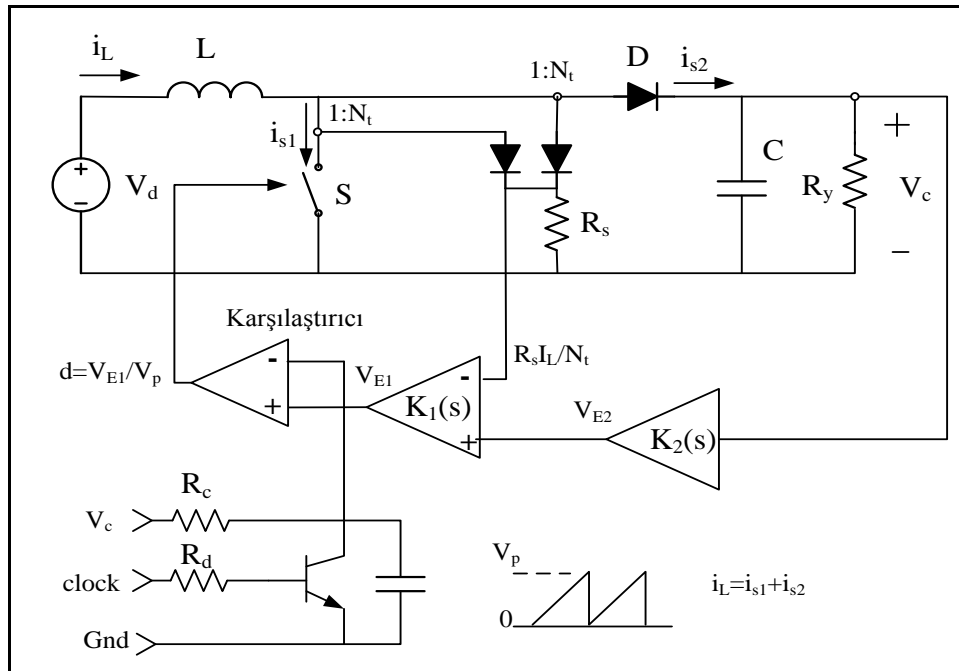 i_L
L
1:N_t
D
i_s2
1:N_t
i_s1
+
−
V_d
S
R_s
C
R_y
+
V_c
−
Karşılaştırıcı
d=V_E1/V_p
-
+
V_E1
R_sI_L/N_t
-
K_1(s)
+
V_E2
K_2(s)
R_c
V_c
R_d
clock
Gnd
V_p
0
i_L=i_s1+i_s2